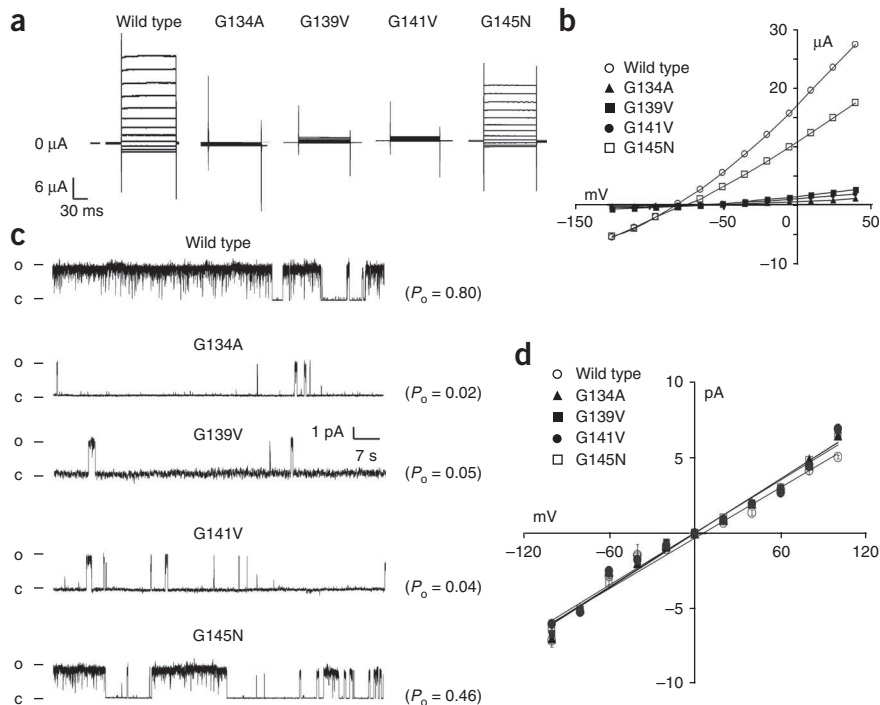 a
Wild type G134A G139V G141V G145N
0 µA
6 µA
30 ms
b
µA
30
20
10
−10
mV
−150
−50
0
50
Wild type
G134A
G139V
G141V
G145N
c
Wild type
o
c
(Po = 0.80)
G134A
o
c
(Po = 0.02)
G139V
o
c
1 pA
7 s
(Po = 0.05)
G141V
o
c
(Po = 0.04)
G145N
o
c
(Po = 0.46)
d
Wild type
G134A
G139V
G141V
G145N
pA
10
5
mV
−120
−60
0
60
120
−5
−10